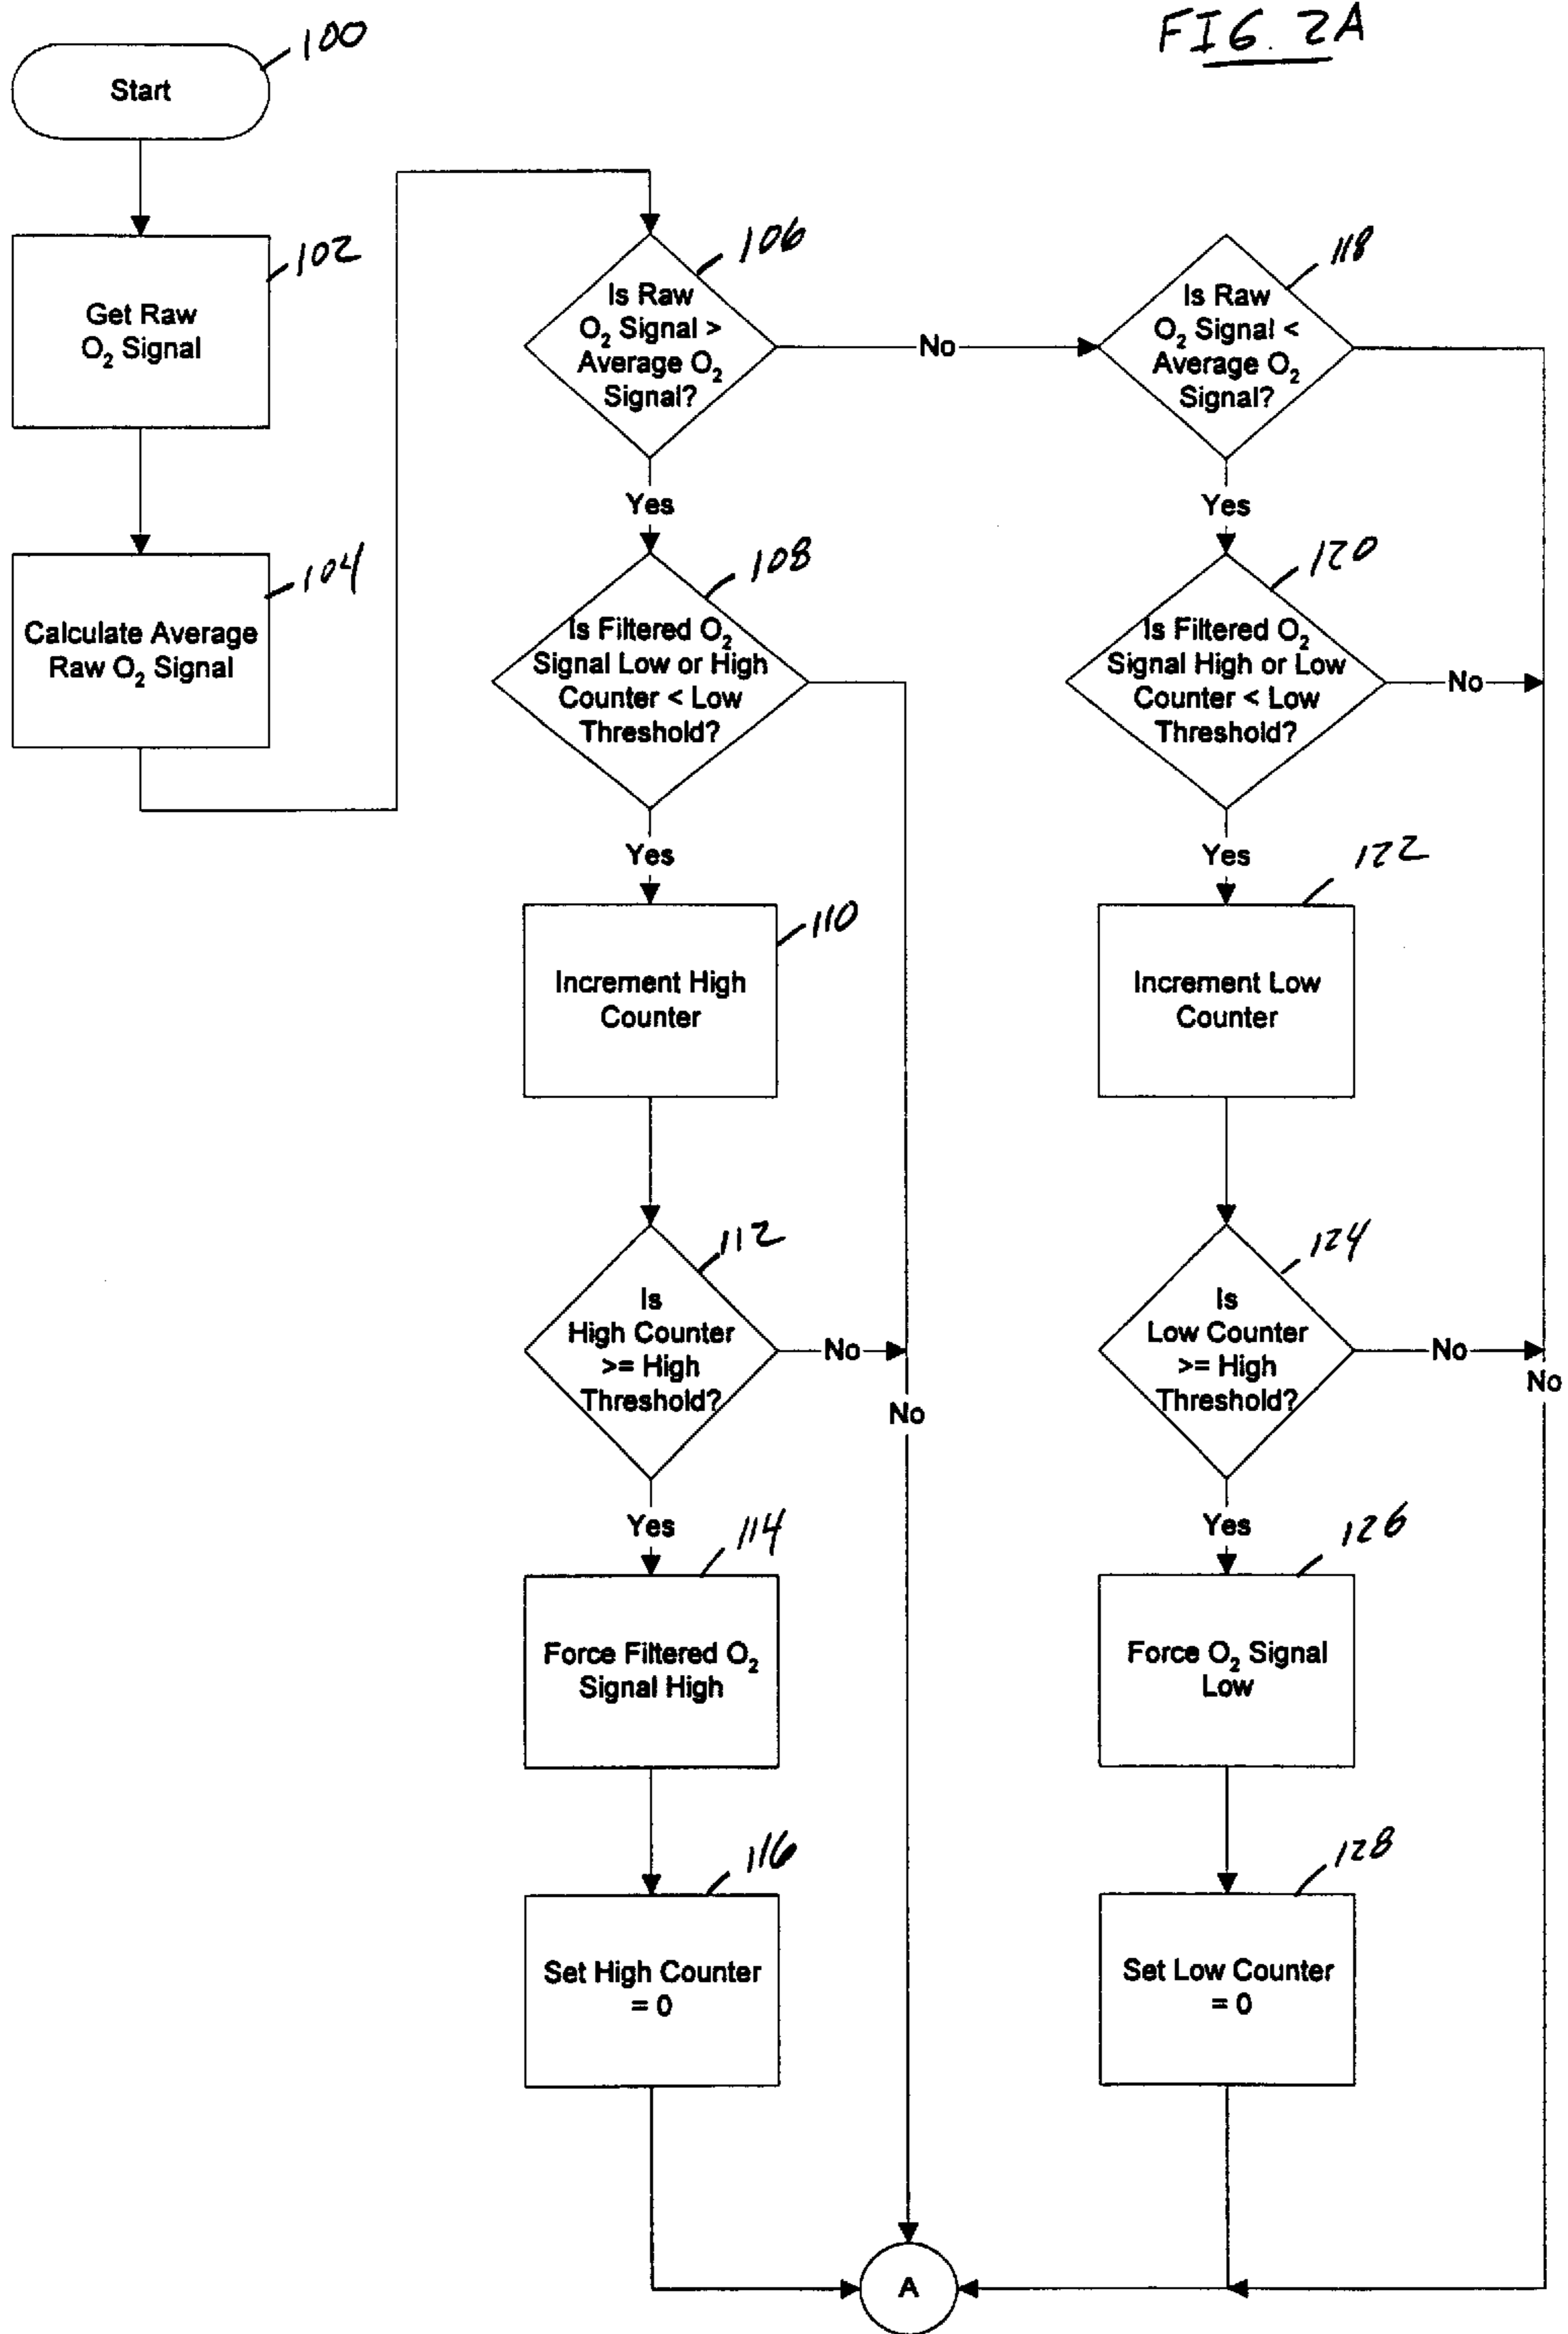 FIG. 2A
100
Start
102
Get Raw
O₂ Signal
104
Calculate Average
Raw O₂ Signal
106
Is Raw
O₂ Signal >
Average O₂
Signal?
No
Yes
108
Is Filtered O₂
Signal Low or High
Counter < Low
Threshold?
Yes
110
Increment High
Counter
112
Is
High Counter
>= High
Threshold?
No
No
Yes
114
Force Filtered O₂
Signal High
116
Set High Counter
= 0
118
Is Raw
O₂ Signal <
Average O₂
Signal?
Yes
120
Is Filtered O₂
Signal High or Low
Counter < Low
Threshold?
No
Yes
122
Increment Low
Counter
124
Is
Low Counter
>= High
Threshold?
No
No
Yes
126
Force O₂ Signal
Low
128
Set Low Counter
= 0
A